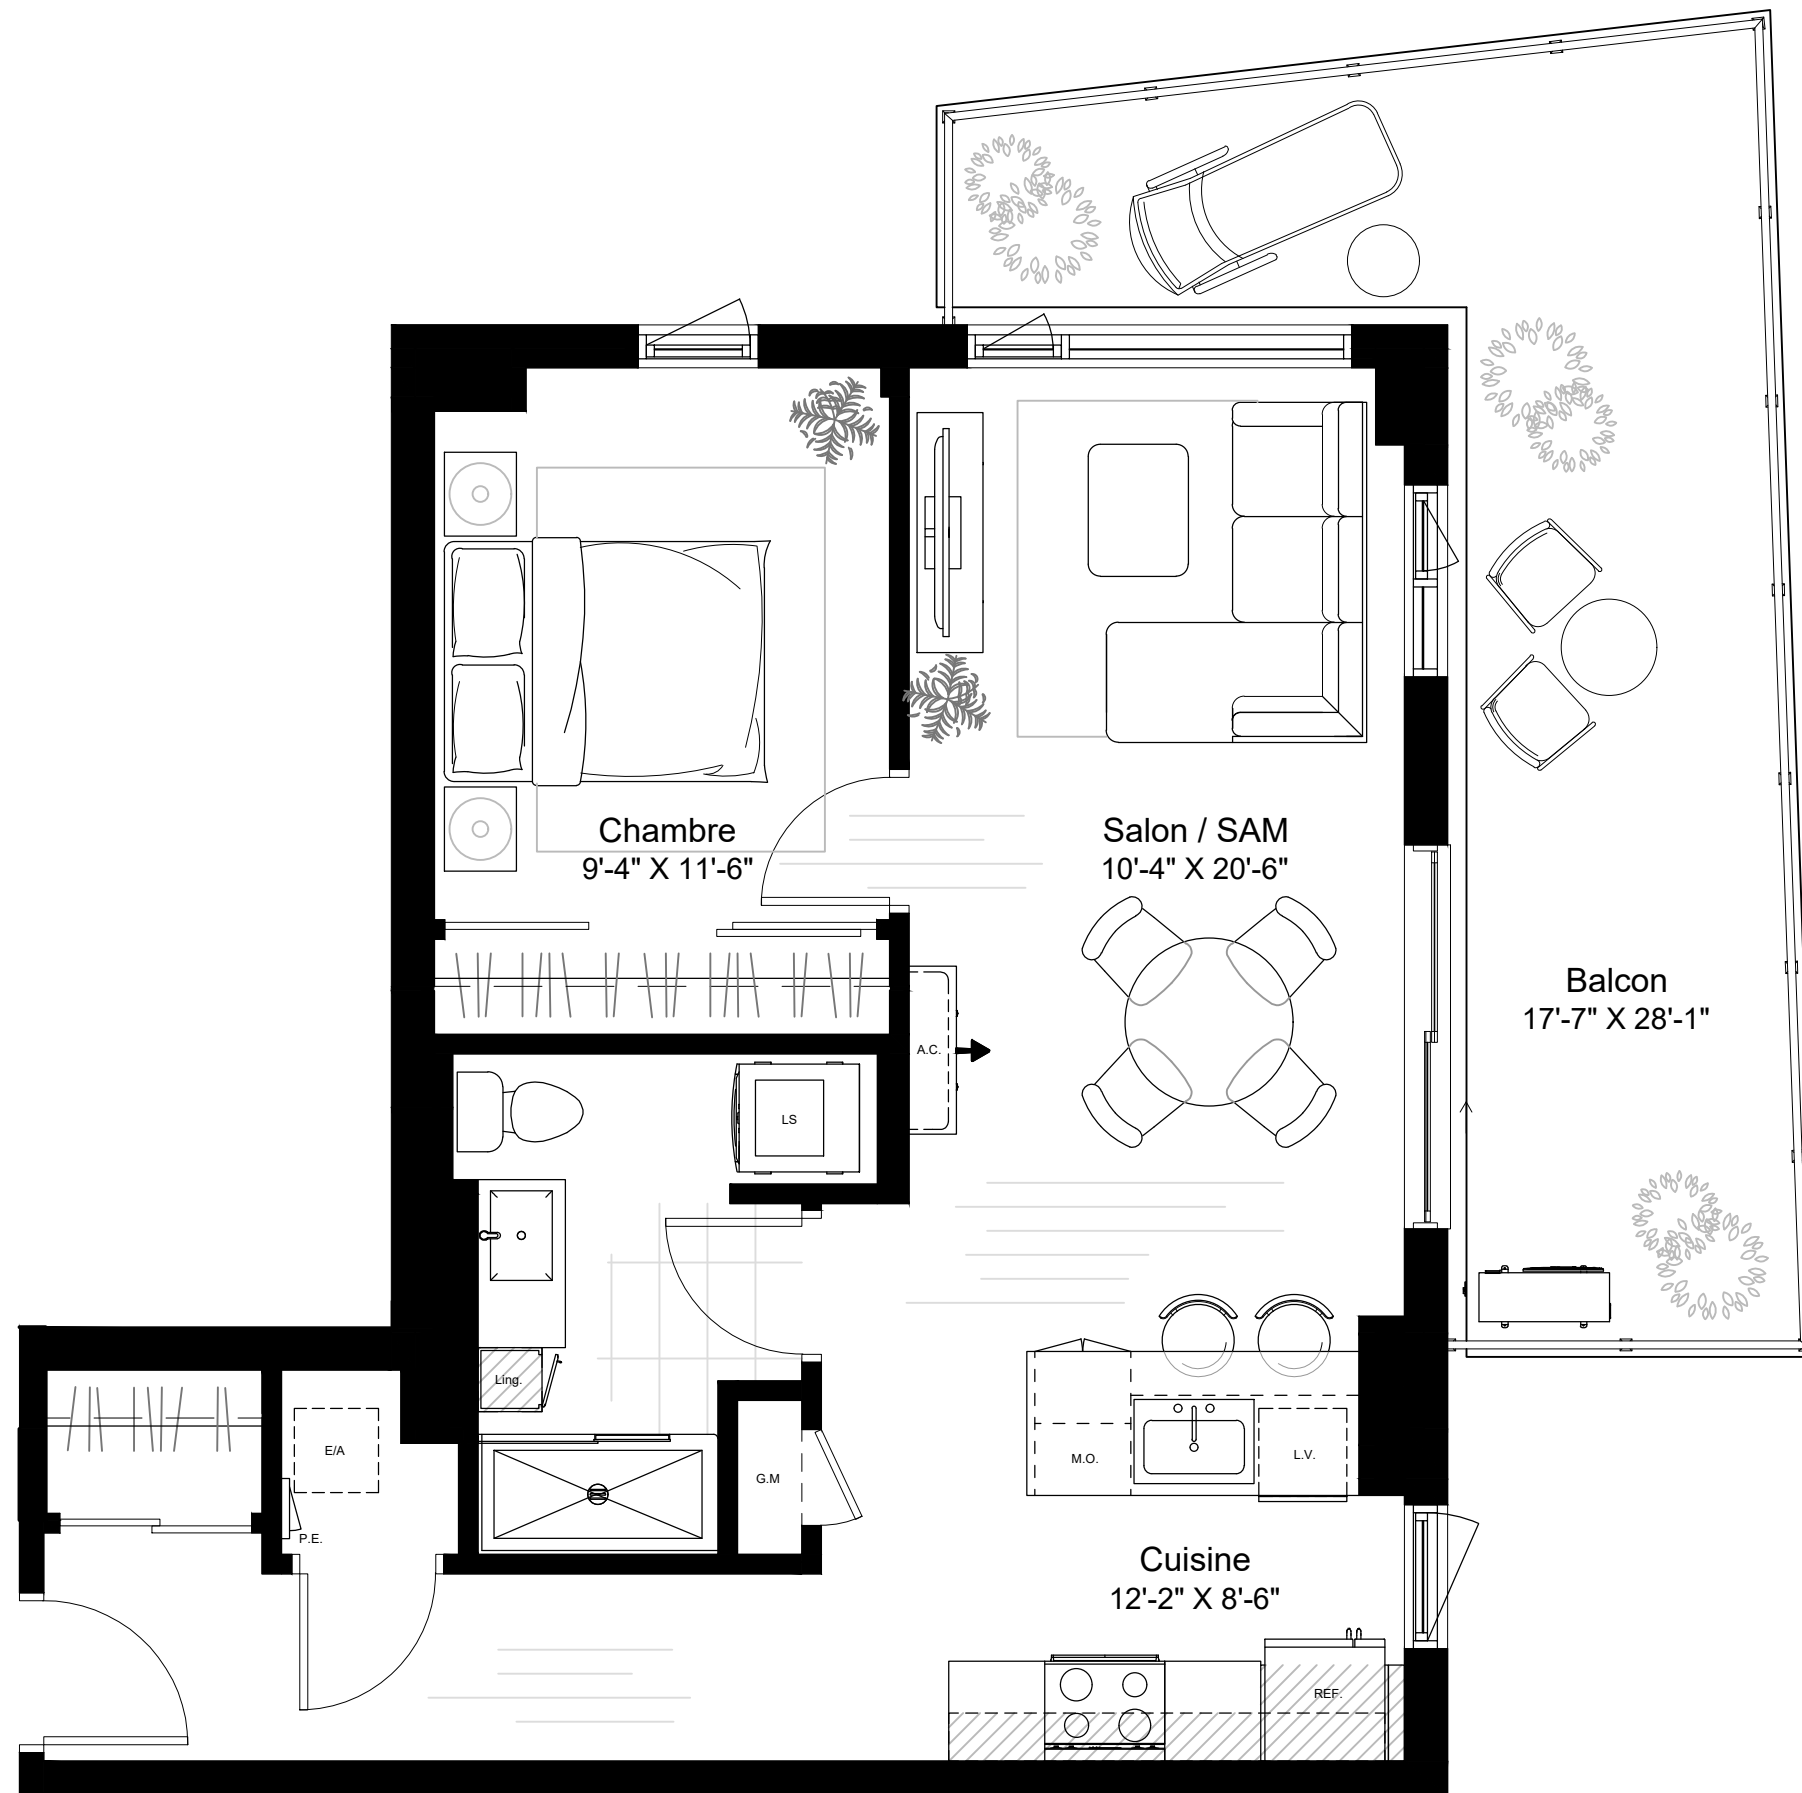 Chambre
9'-4" X 11'-6"
Salon / SAM
10'-4" X 20'-6"
Balcon
17'-7" X 28'-1"
A.C.
LS
Ling.
E/A
P.E.
G.M
M.O.
L.V.
Cuisine
12'-2" X 8'-6"
REF.